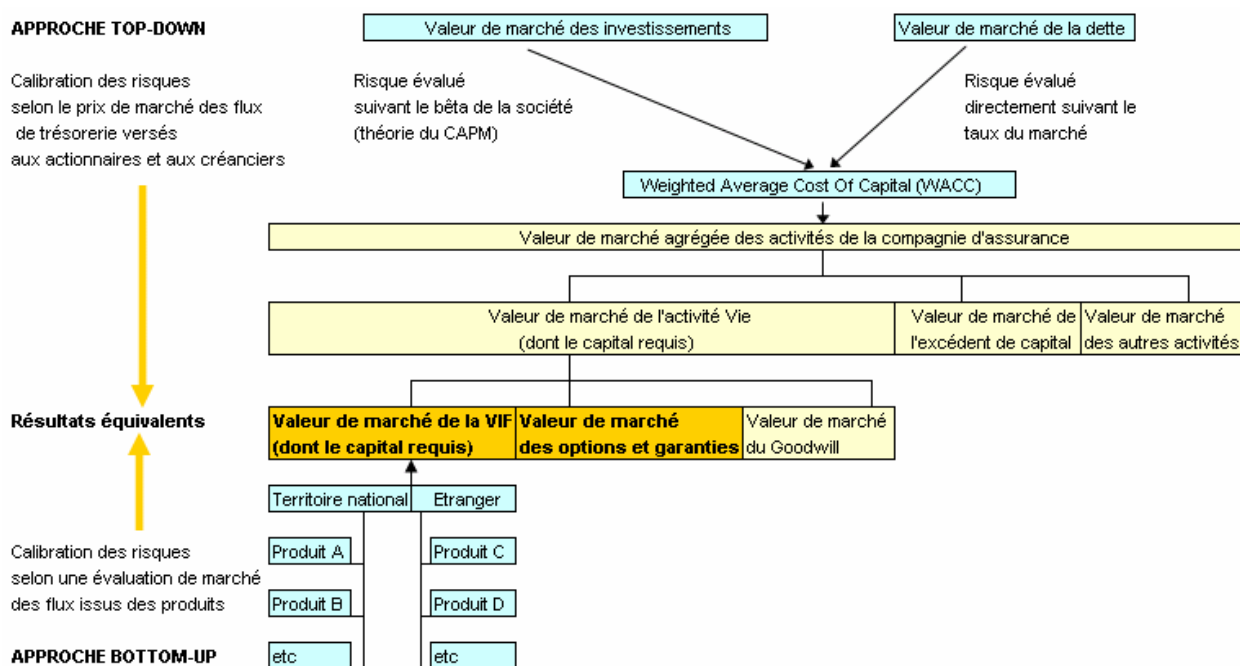 APPROCHE TOP-DOWN
Valeur de marché des investissements
Valeur de marché de la dette
Calibration des risques
selon le prix de marché des flux
de trésorerie versés
aux actionnaires et aux créanciers
Risque évalué
suivant le bêta de la société
(théorie du CAPM)
Risque évalué
directement suivant le
taux du marché
Weighted Average Cost Of Capital (WACC)
Valeur de marché agrégée des activités de la compagnie d'assurance
Valeur de marché de l'activité Vie
(dont le capital requis)
Valeur de marché de
l'excédent de capital
Valeur de marché
des autres activités
Résultats équivalents
Valeur de marché de la VIF
(dont le capital requis)
Valeur de marché
des options et garanties
Valeur de marché
du Goodwill
Territoire national
Etranger
Calibration des risques
selon une évaluation de marché
des flux issus des produits
Produit A
Produit C
Produit B
Produit D
APPROCHE BOTTOM-UP
etc
etc